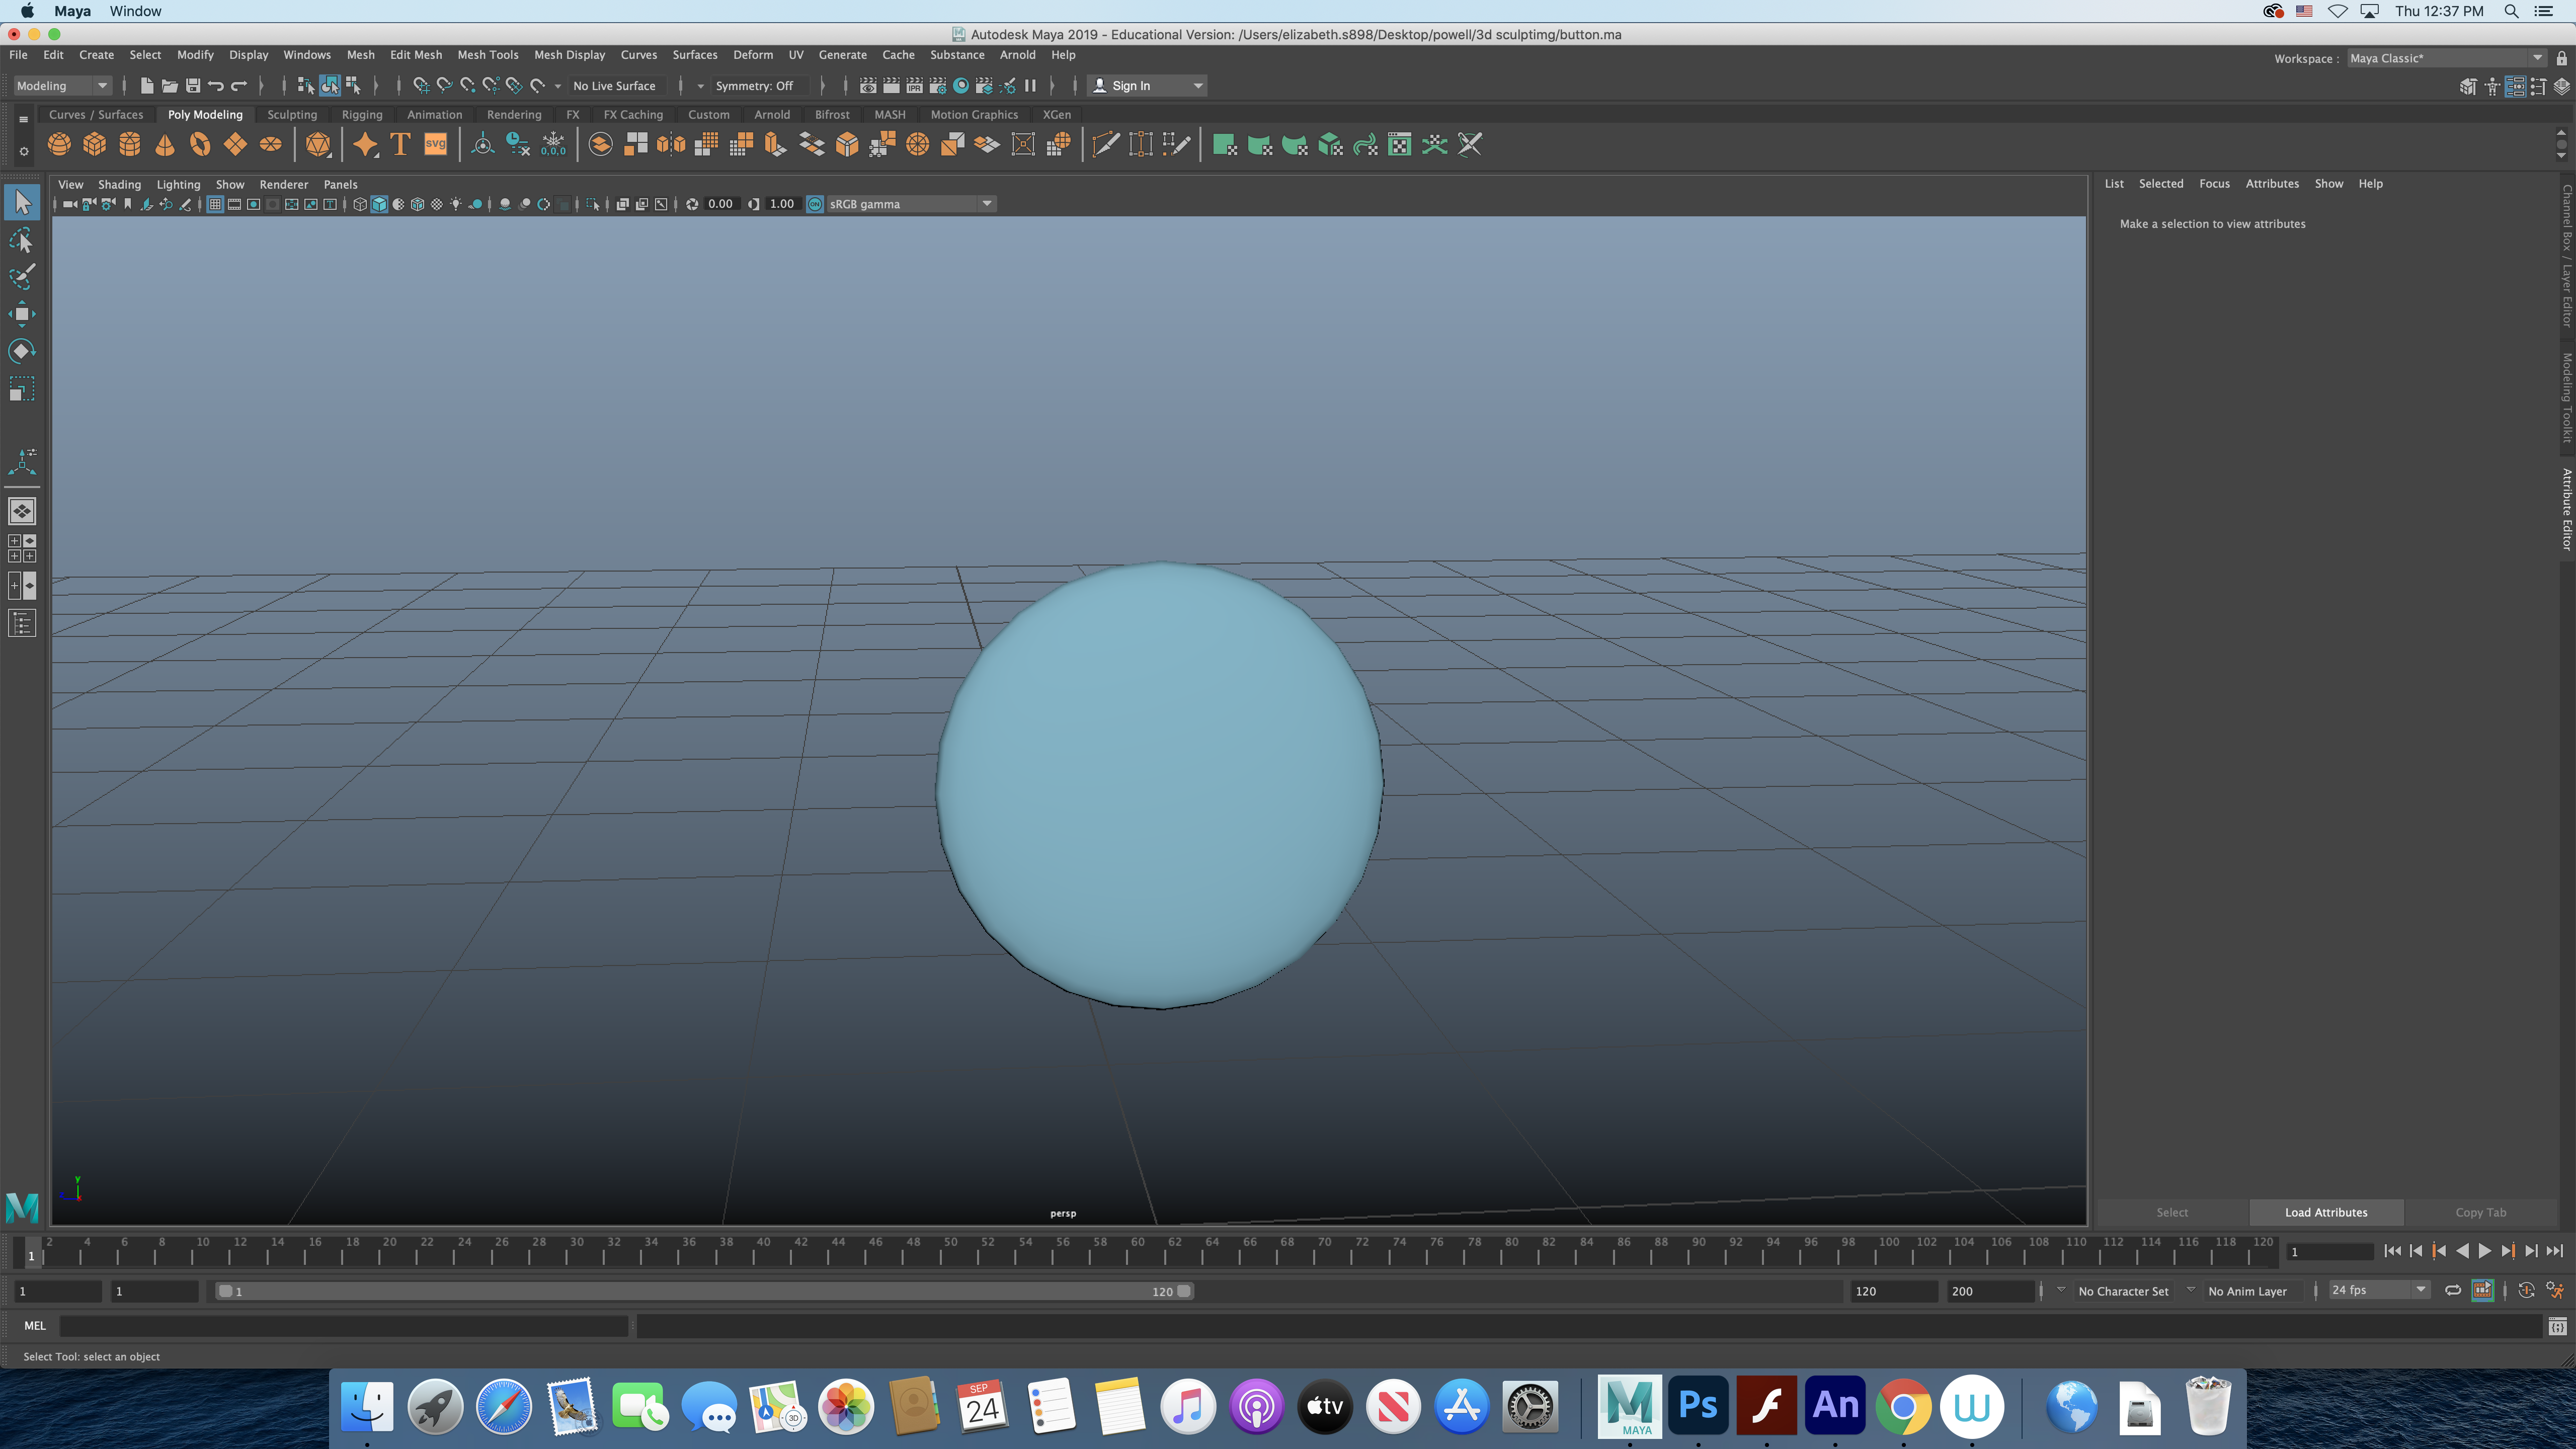 Maya Window Thu 12:37 PM
Autodesk Maya 2019 - Educational Version: /Users/elizabeth.s898/Desktop/powell/3d sculptimg/button.ma
File Edit Create Select Modify Display Windows Mesh Edit Mesh Mesh Tools Mesh Display Curves Surfaces Deform UV Generate Cache Substance Arnold Help Workspace : Maya Classic*
Modeling No Live Surface Symmetry: Off IPR Sign In
Curves / Surfaces Poly Modeling Sculpting Rigging Animation Rendering FX FX Caching Custom Arnold Bifrost MASH Motion Graphics XGen
T svg 0,0,0
View Shading Lighting Show Renderer Panels
0.00 1.00 ON sRGB gamma
List Selected Focus Attributes Show Help
Make a selection to view attributes
Channel Box / Layer Editor
Modeling Toolkit
Attribute Editor
y
persp
Select Load Attributes Copy Tab
1 2 4 6 8 10 12 14 16 18 20 22 24 26 28 30 32 34 36 38 40 42 44 46 48 50 52 54 56 58 60 62 64 66 68 70 72 74 76 78 80 82 84 86 88 90 92 94 96 98 100 102 104 106 108 110 112 114 116 118 120 1
1 1 1 120 120 200 No Character Set No Anim Layer 24 fps
MEL
Select Tool: select an object
SEP
24
3D
tv
MAYA
Ps
An
W